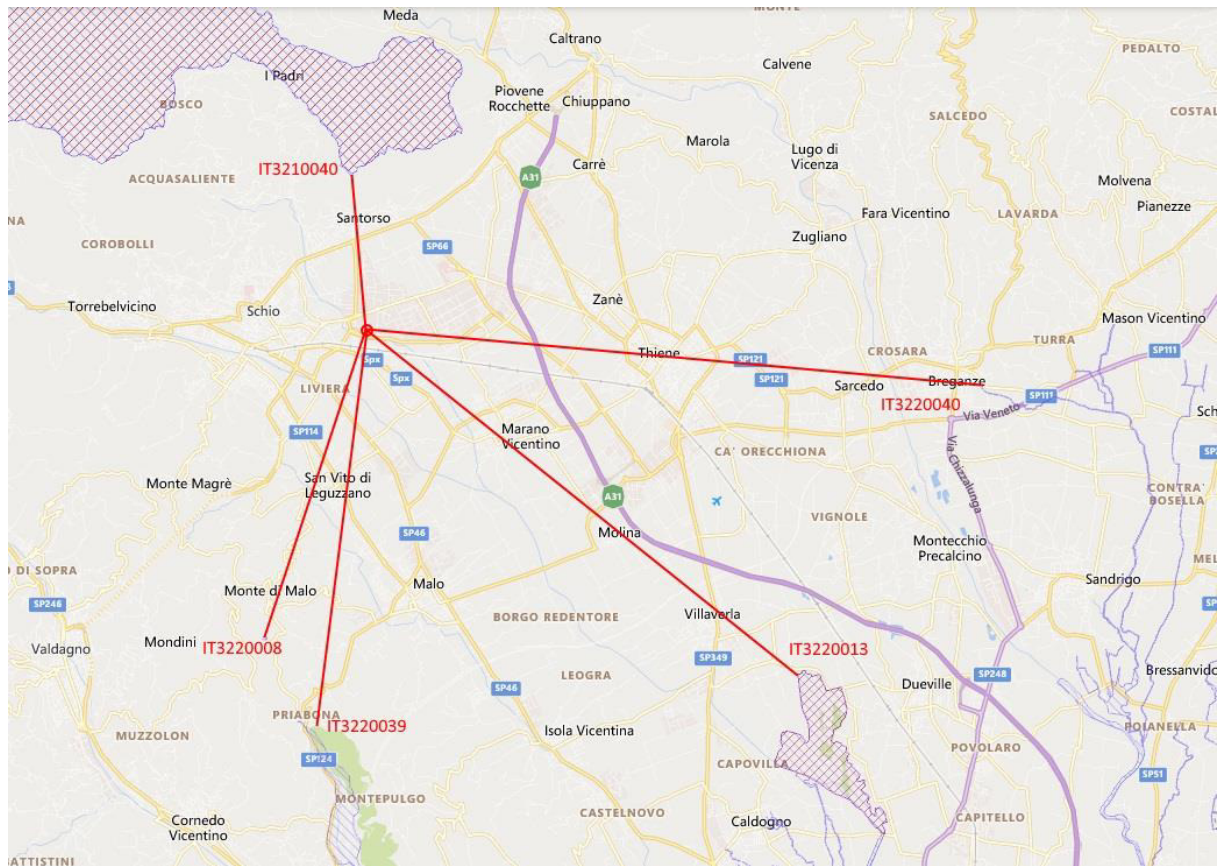 MONTE
Meda
Caltrano
PEDALTO
Calvene
I Padri
BOSCO
Piovene
Rocchette
Chiuppano
COSTAL
SALCEDO
Marola
Lugo di
Vicenza
Carrè
IT3210040
ACQUASALIENTE
A31
Molvena
Pianezze
Santorso
Fara Vicentino
LAVARDA
NA
COROBOLLI
SP66
Zugliano
Torrebelvicino
Schio
Zanè
Mason Vicentino
TURRA
Thiene
SP121
CROSARA
SP111
Spx
Spx
SP121
Sarcedo
Breganze
LIVIERA
IT3220040
SP111
Via Veneto
Sch
SP114
Marano
Vicentino
CA' ORECCHIONA
Via Chizzalunga
Monte Magrè
San Vito di
Leguzzano
CONTRA'
BOSELLA
A31
VIGNOLE
SP46
Molina
Montecchio
Precalcino
O DI SOPRA
Malo
Sandrigo
Monte di Malo
SP246
BORGO REDENTORE
Villaverla
Mondini
IT3220008
Valdagno
IT3220013
SP349
LEOGRA
Dueville
SP248
Bressanvido
SP46
PRIABONA
IT3220039
MUZZOLON
Isola Vicentina
POIANELLA
SP124
CAPOVILLA
POVOLARO
SP51
MONTEPULGO
Cornedo
Vicentino
CASTELNOVO
Caldogno
CAPITELLO
BATTISTINI